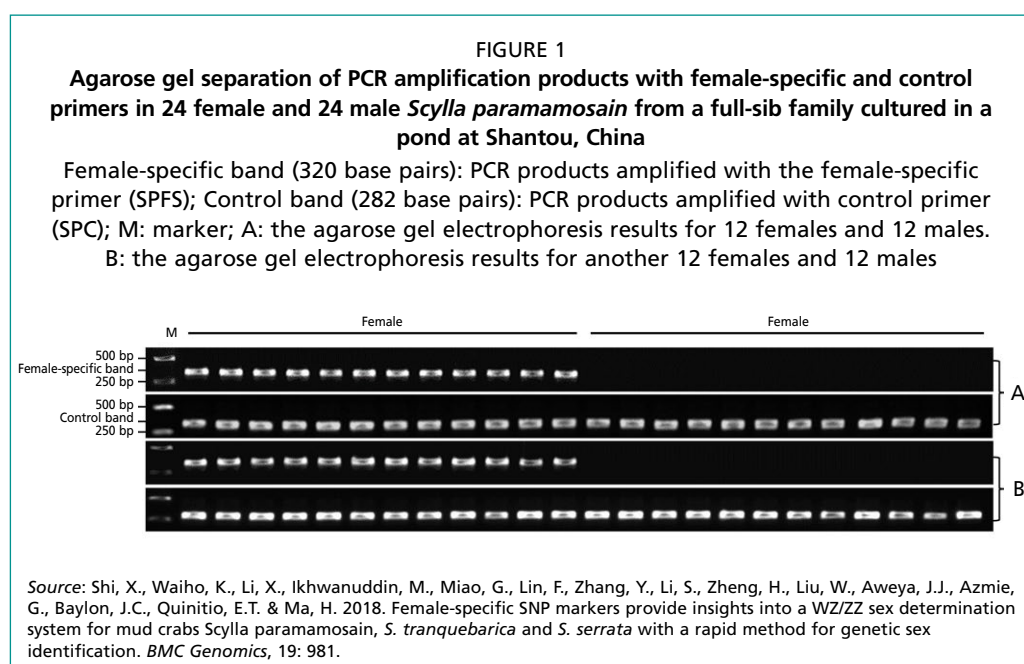 FIGURE 1
Agarose gel separation of PCR amplification products with female-specific and control
primers in 24 female and 24 male Scylla paramamosain from a full-sib family cultured in a
pond at Shantou, China
Female-specific band (320 base pairs): PCR products amplified with the female-specific
primer (SPFS); Control band (282 base pairs): PCR products amplified with control primer
(SPC); M: marker; A: the agarose gel electrophoresis results for 12 females and 12 males.
B: the agarose gel electrophoresis results for another 12 females and 12 males
M Female Female
500 bp
Female-specific band
250 bp
A
500 bp
Control band
250 bp
B
Source: Shi, X., Waiho, K., Li, X., Ikhwanuddin, M., Miao, G., Lin, F., Zhang, Y., Li, S., Zheng, H., Liu, W., Aweya, J.J., Azmie,
G., Baylon, J.C., Quinitio, E.T. & Ma, H. 2018. Female-specific SNP markers provide insights into a WZ/ZZ sex determination
system for mud crabs Scylla paramamosain, S. tranquebarica and S. serrata with a rapid method for genetic sex
identification. BMC Genomics, 19: 981.